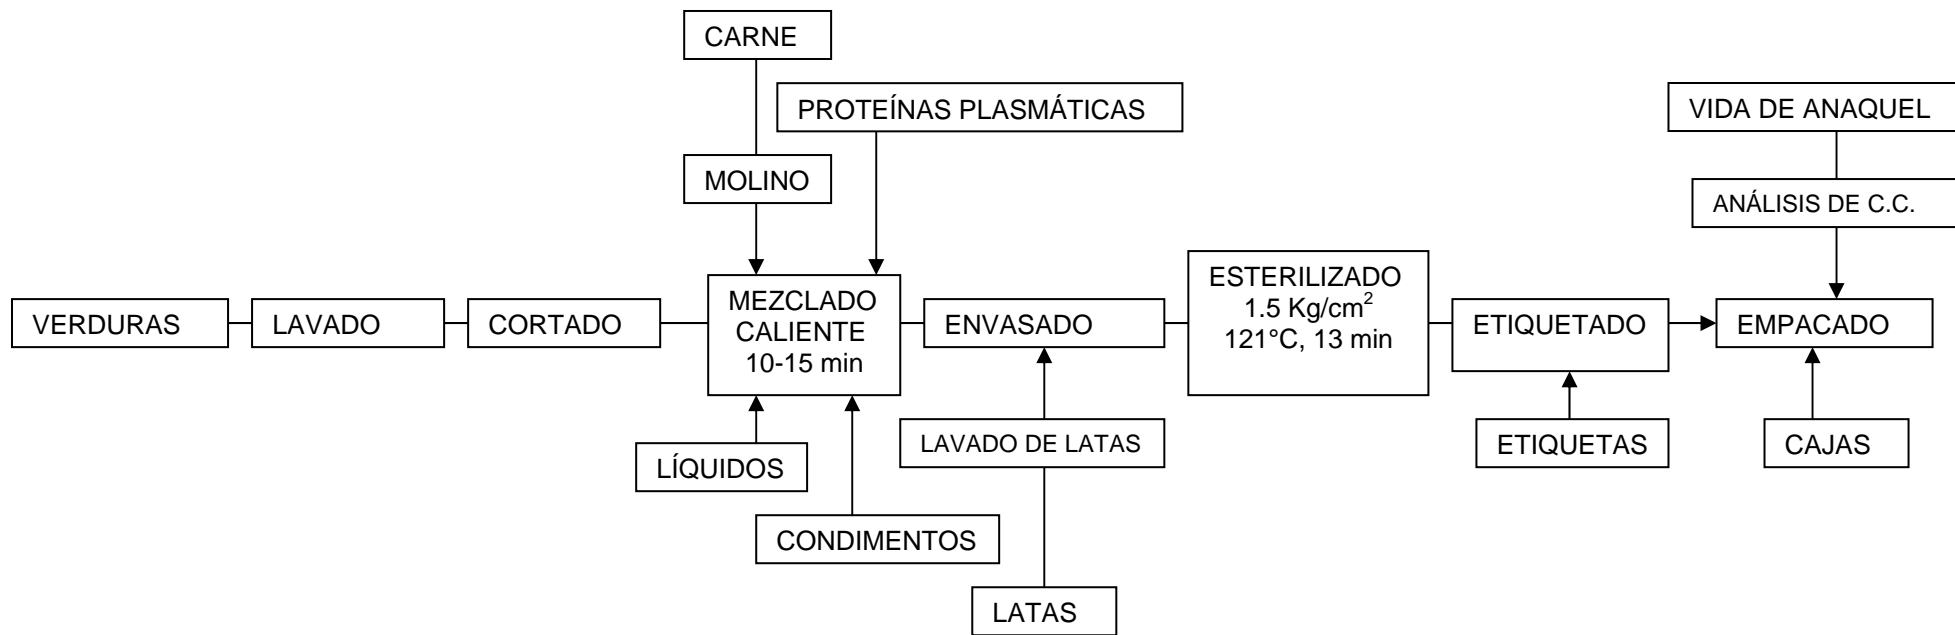 CARNE
PROTEÍNAS PLASMÁTICAS
VIDA DE ANAQUEL
MOLINO
ANÁLISIS DE C.C.
VERDURAS
LAVADO
CORTADO
MEZCLADO
CALIENTE
10-15 min
ENVASADO
ESTERILIZADO
1.5 Kg/cm²
121°C, 13 min
ETIQUETADO
EMPACADO
LÍQUIDOS
LAVADO DE LATAS
ETIQUETAS
CAJAS
CONDIMENTOS
LATAS